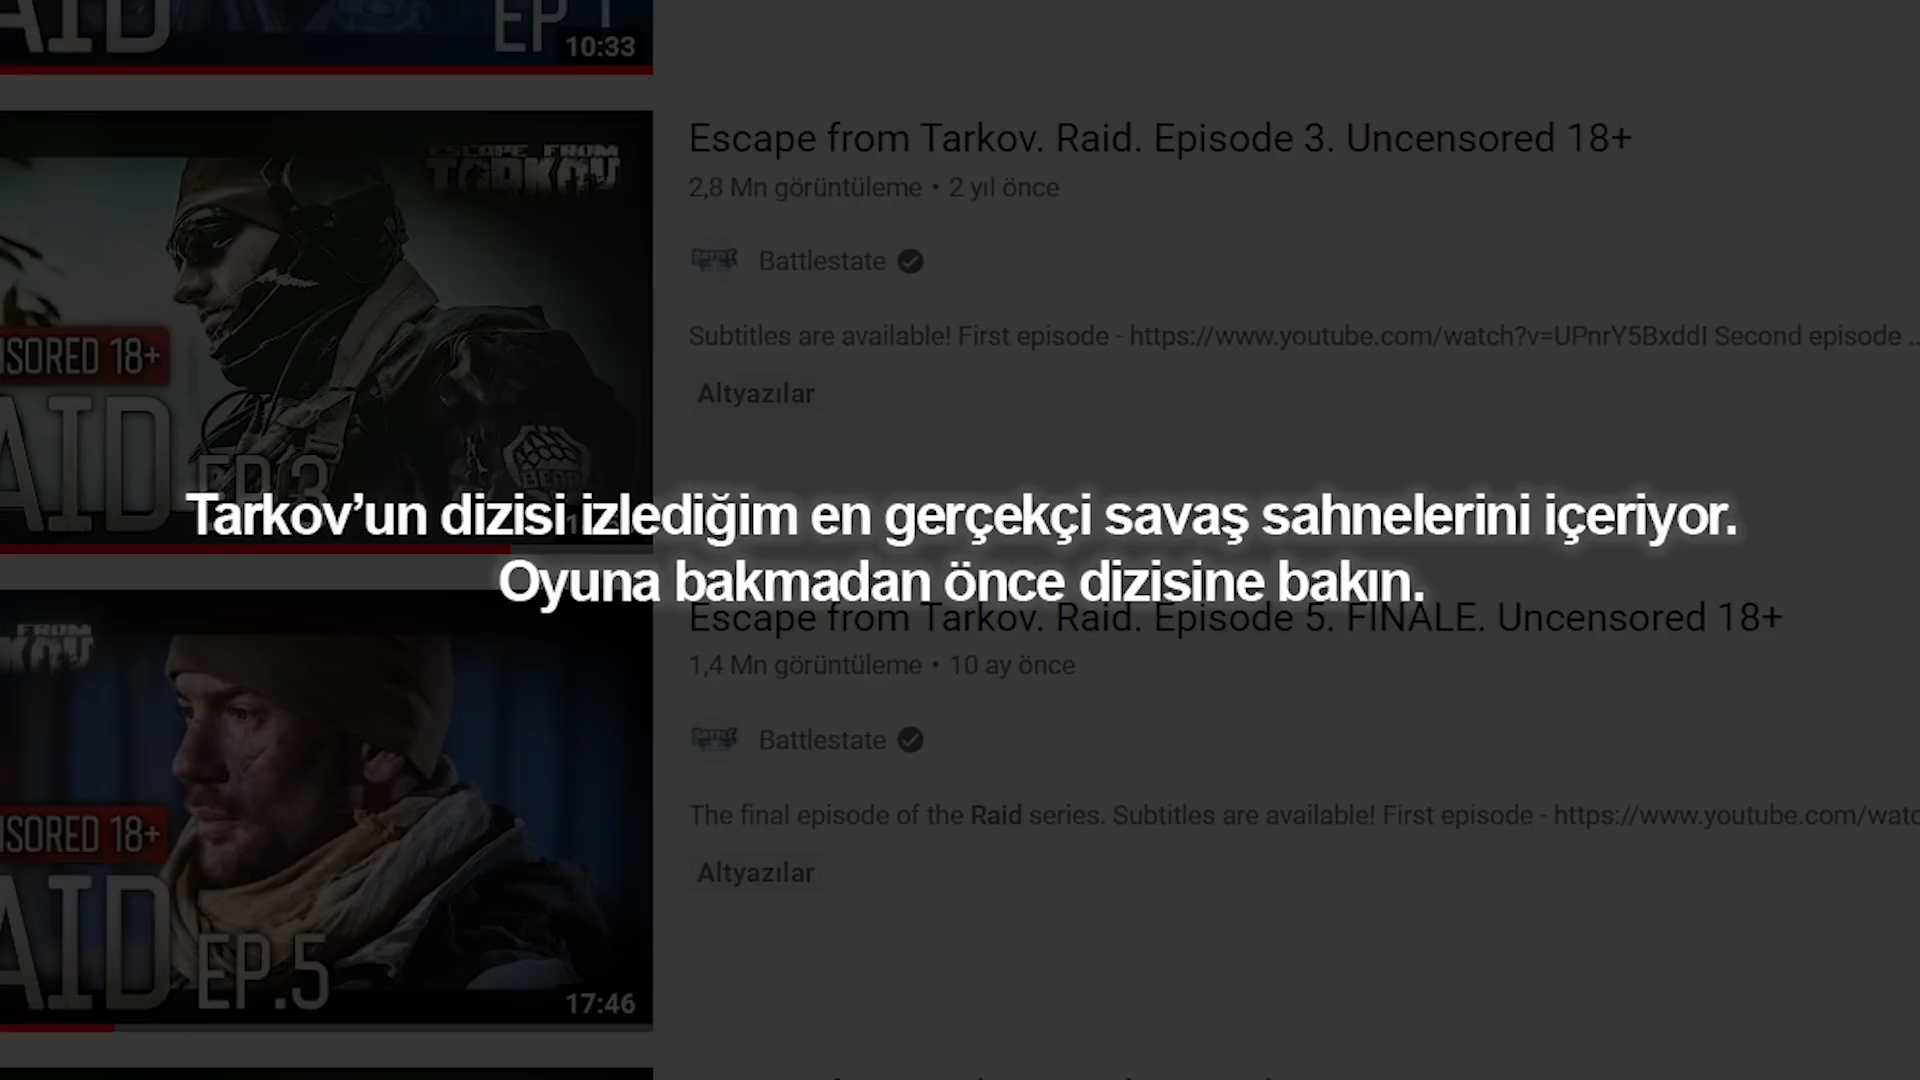 AID
EP 1
10:33
ESCAPE FROM
TARKOV
Escape from Tarkov. Raid. Episode 3. Uncensored 18+
2,8 Mn görüntüleme • 2 yıl önce
Battlestate
Subtitles are available! First episode - https://www.youtube.com/watch?v=UPnrY5BxddI Second episode ...
Altyazılar
SORED 18+
AID
EP.3
BEAR
Tarkov’un dizisi izlediğim en gerçekçi savaş sahnelerini içeriyor.
Oyuna bakmadan önce dizisine bakın.
FROM
KOV
Escape from Tarkov. Raid. Episode 5. FINALE. Uncensored 18+
1,4 Mn görüntüleme • 10 ay önce
Battlestate
The final episode of the Raid series. Subtitles are available! First episode - https://www.youtube.com/watc
Altyazılar
SORED 18+
AID
EP.5
17:46